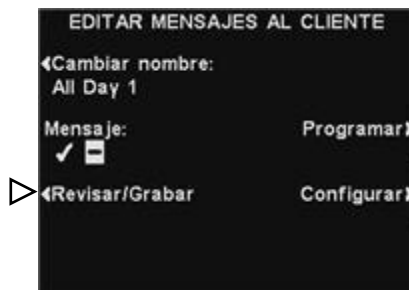 EDITAR MENSAJES AL CLIENTE
Cambiar nombre:
All Day 1
Mensaje: Programar
Revisar/Grabar Configurar